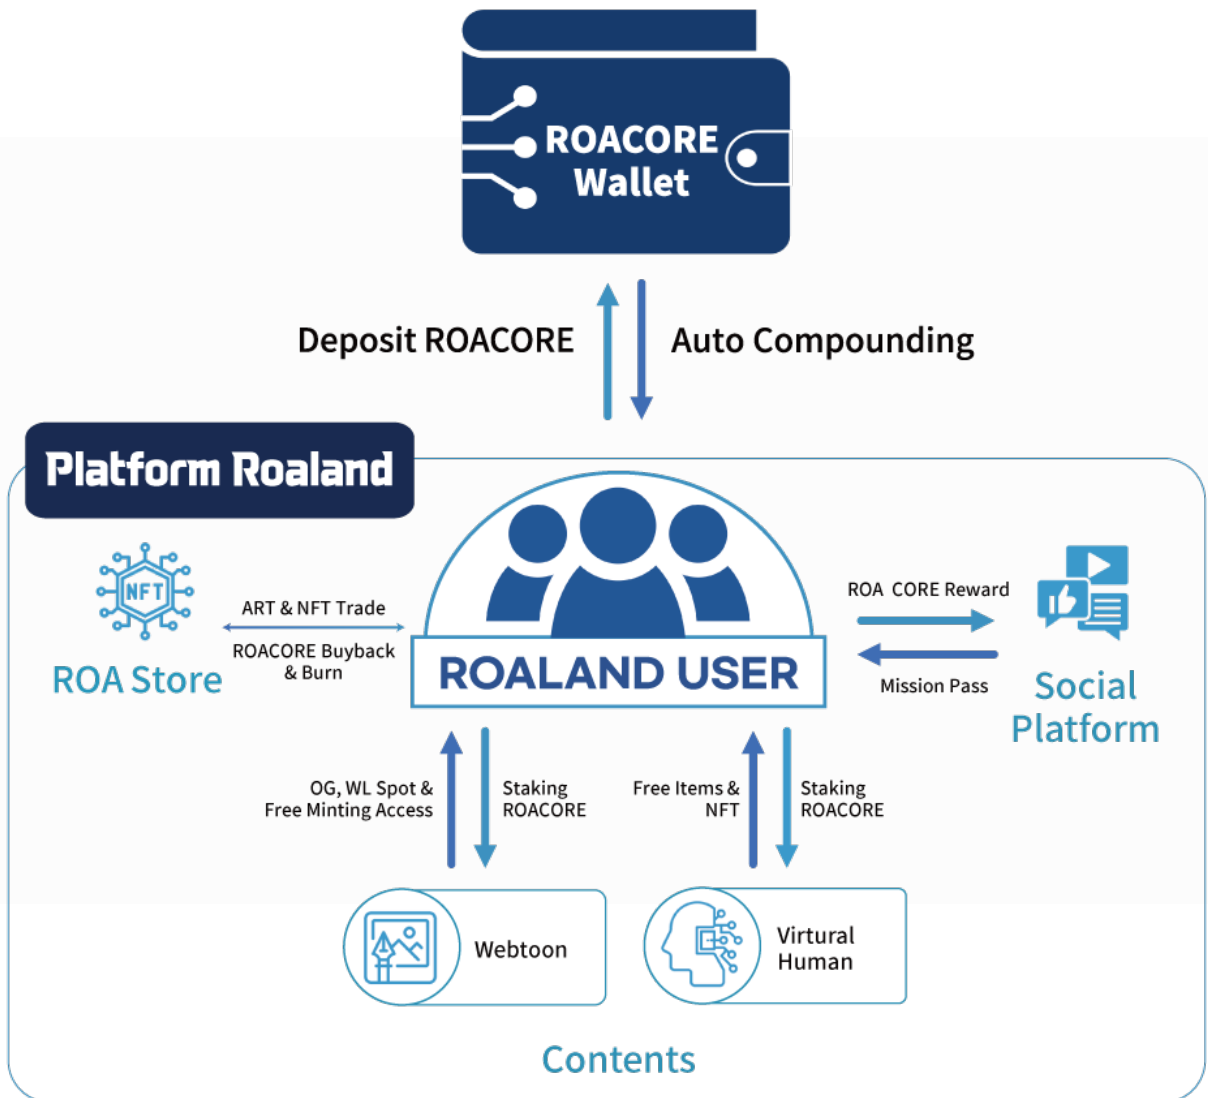 ROACORE
Wallet
Deposit ROACORE
Auto Compounding
Platform Roaland
NFT
ROA Store
ART & NFT Trade
ROACORE Buyback
& Burn
ROALAND USER
ROA CORE Reward
Mission Pass
Social
Platform
OG, WL Spot &
Free Minting Access
Staking
ROACORE
Free Items &
NFT
Staking
ROACORE
Webtoon
Virtural
Human
Contents